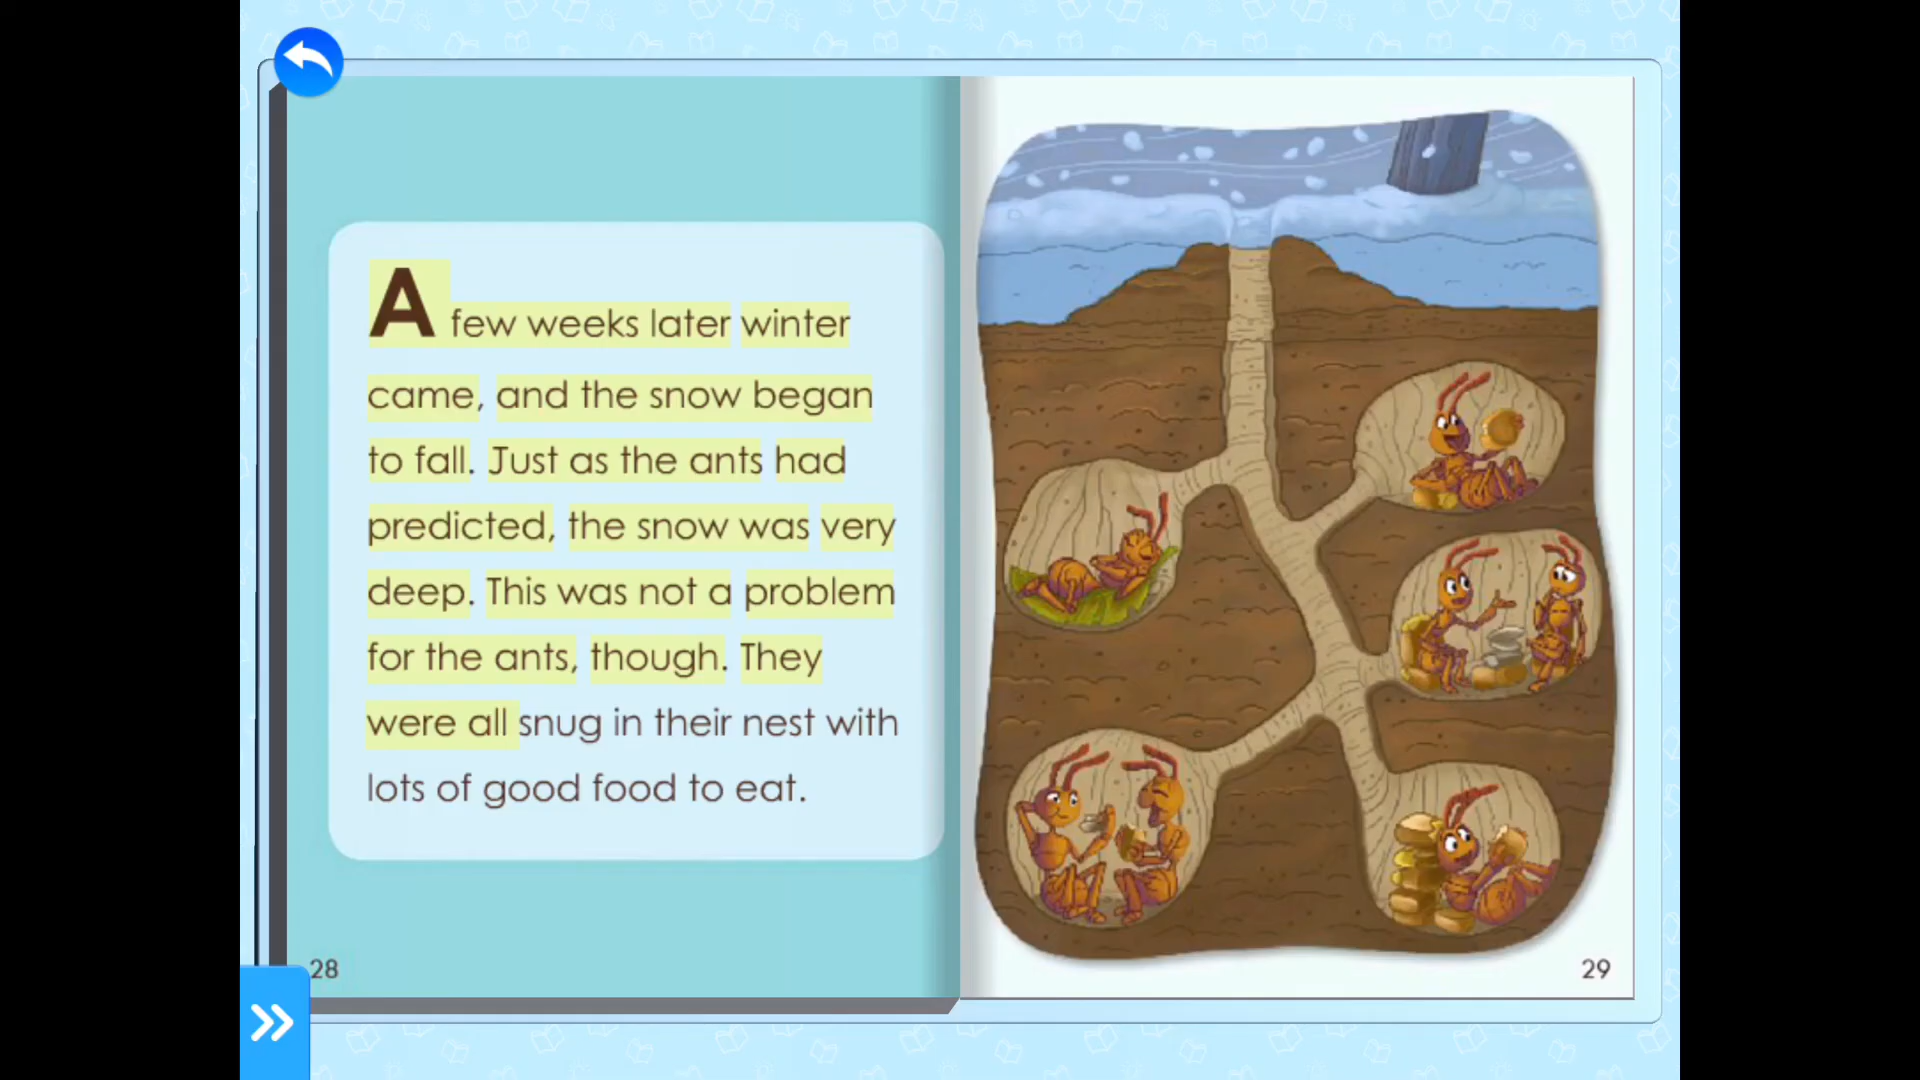 A few weeks later winter
came, and the snow began
to fall. Just as the ants had
predicted, the snow was very
deep. This was not a problem
for the ants, though. They
were all snug in their nest with
lots of good food to eat.
28
29